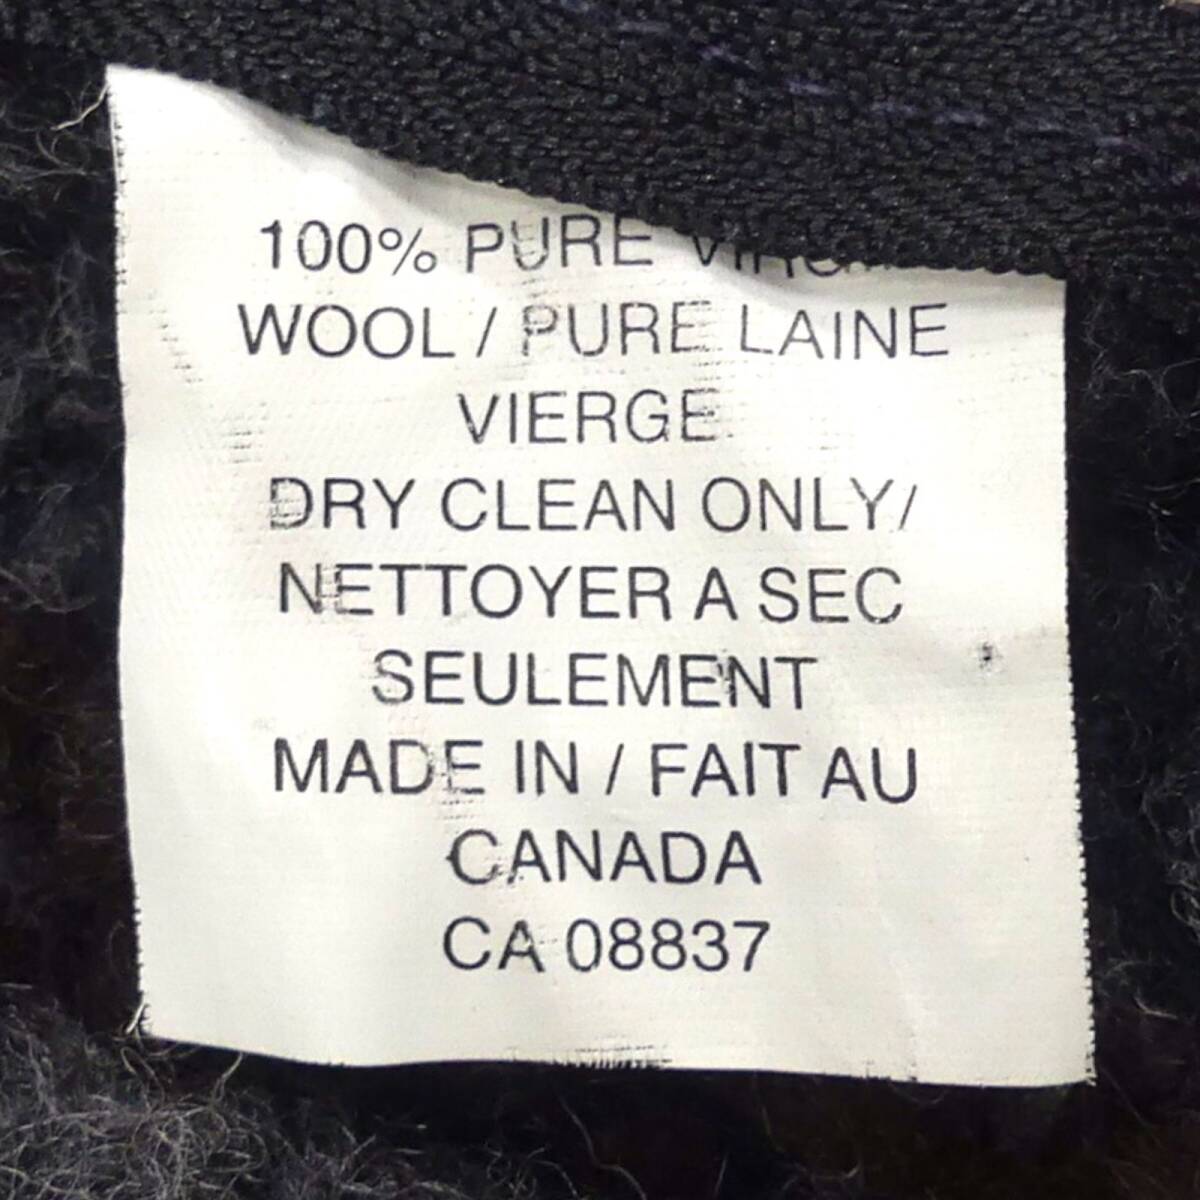 100% PURE VIRGIN
WOOL / PURE LAINE
VIERGE
DRY CLEAN ONLY/
NETTOYER A SEC
SEULEMENT
MADE IN / FAIT AU
CANADA
CA 08837